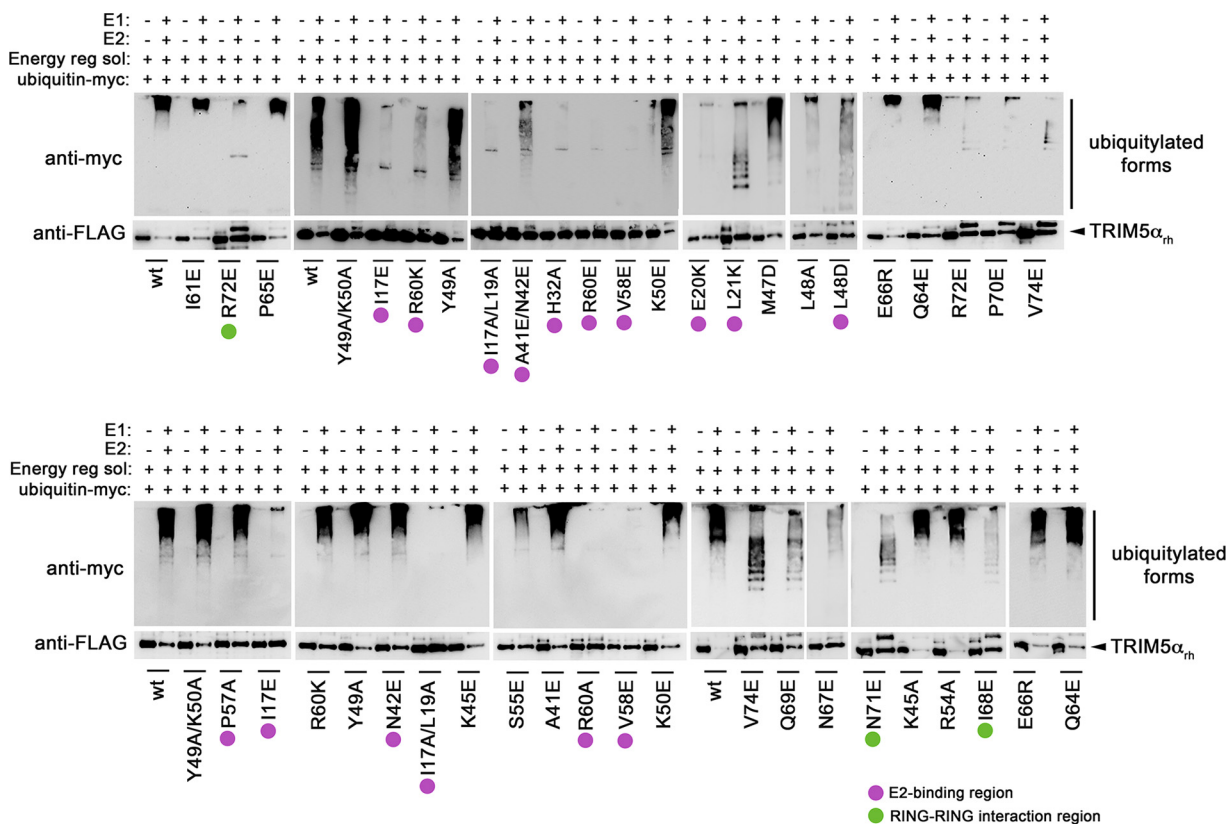 E1: - + - + - + - + - + - + - + - + - + - + - + - + - + - + - + - + - + - + - + - + - + - + - + - + - +
E2: - + - + - + - + - + - + - + - + - + - + - + - + - + - + - + - + - + - + - + - + - + - + - + - + - +
Energy reg sol: + + + + + + + + + + + + + + + + + + + + + + + + + + + + + + + + + + + + + + + + + + + + + + + + + +
ubiquitin-myc: + + + + + + + + + + + + + + + + + + + + + + + + + + + + + + + + + + + + + + + + + + + + + + + + + +
anti-myc
ubiquitylated
forms
anti-FLAG
TRIM5αrh
wt
I61E
R72E
P65E
wt
Y49A/K50A
I17E
R60K
Y49A
I17A/L19A
A41E/N42E
H32A
R60E
V58E
K50E
E20K
L21K
M47D
L48A
L48D
E66R
Q64E
R72E
P70E
V74E
E1: - + - + - + - + - + - + - + - + - + - + - + - + - + - + - + - + - + - + - + - + - + - + - + - +
E2: - + - + - + - + - + - + - + - + - + - + - + - + - + - + - + - + - + - + - + - + - + - + - + - +
Energy reg sol: + + + + + + + + + + + + + + + + + + + + + + + + + + + + + + + + + + + + + + + + + + + + + + + +
ubiquitin-myc: + + + + + + + + + + + + + + + + + + + + + + + + + + + + + + + + + + + + + + + + + + + + + + + +
anti-myc
ubiquitylated
forms
anti-FLAG
TRIM5αrh
wt
Y49A/K50A
P57A
I17E
R60K
Y49A
N42E
I17A/L19A
K45E
S55E
A41E
R60A
V58E
K50E
wt
V74E
Q69E
N67E
N71E
K45A
R54A
I68E
E66R
Q64E
E2-binding region
RING-RING interaction region